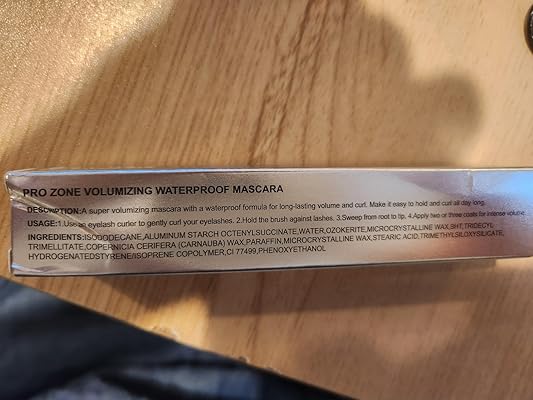 PRO ZONE VOLUMIZING WATERPROOF MASCARA
DESCRIPTION:A super volumizing mascara with a waterproof formula for long-lasting volume and curl. Make it easy to hold and curl all day long.
USAGE:1.Use an eyelash curler to gently curl your eyelashes. 2.Hold the brush against lashes. 3.Sweep from root to tip. 4.Apply two or three coats for intense volume
INGREDIENTS:ISODODECANE,ALUMINUM STARCH OCTENYLSUCCINATE,WATER,OZOKERITE,MICROCRYSTALLINE WAX,BHT,TRIDECYL
TRIMELLITATE,COPERNICIA CERIFERA (CARNAUBA) WAX,PARAFFIN,MICROCRYSTALLINE WAX,STEARIC ACID,TRIMETHYLSILOXYSILICATE,
HYDROGENATEDSTYRENE/ISOPRENE COPOLYMER,CI 77499,PHENOXYETHANOL